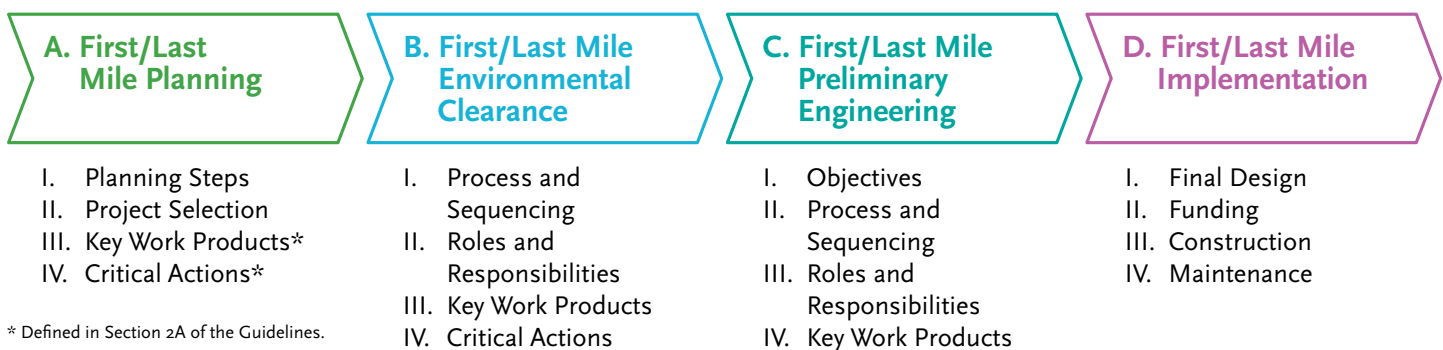 A. First/Last
Mile Planning
I. Planning Steps
II. Project Selection
III. Key Work Products*
IV. Critical Actions*
* Defined in Section 2A of the Guidelines.
B. First/Last Mile
Environmental
Clearance
I. Process and
Sequencing
II. Roles and
Responsibilities
III. Key Work Products
IV. Critical Actions
C. First/Last Mile
Preliminary
Engineering
I. Objectives
II. Process and
Sequencing
III. Roles and
Responsibilities
IV. Key Work Products
D. First/Last Mile
Implementation
I. Final Design
II. Funding
III. Construction
IV. Maintenance